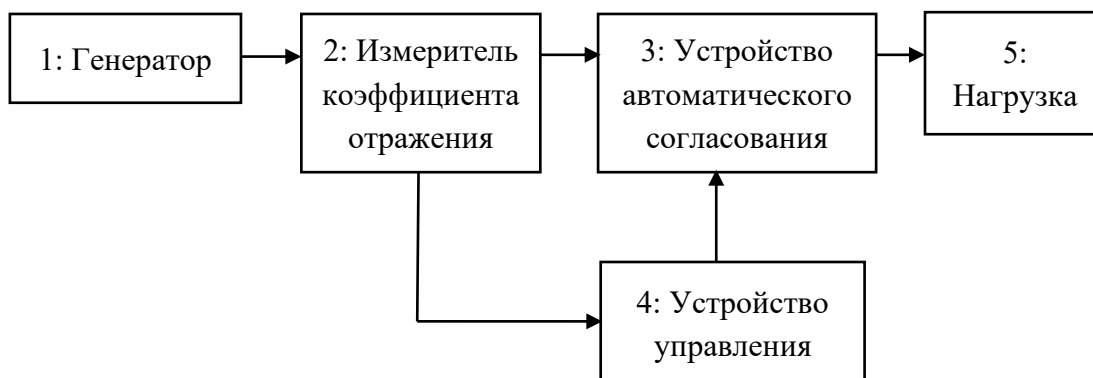 1: Генератор
2: Измеритель
коэффициента
отражения
3: Устройство
автоматического
согласования
5:
Нагрузка
4: Устройство
управления